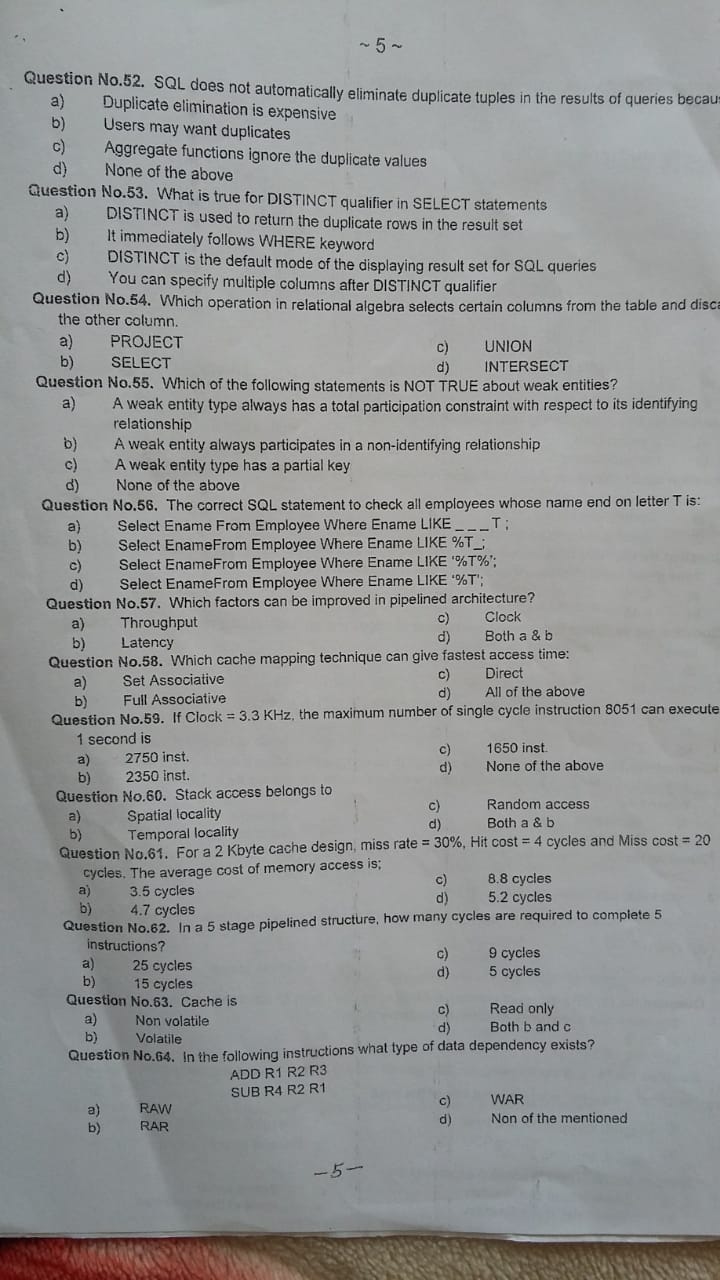 ~ 5 ~
Question No.52. SQL does not automatically eliminate duplicate tuples in the results of queries becau
a) Duplicate elimination is expensive
b) Users may want duplicates
c) Aggregate functions ignore the duplicate values
d) None of the above
Question No.53. What is true for DISTINCT qualifier in SELECT statements
a) DISTINCT is used to return the duplicate rows in the result set
b) It immediately follows WHERE keyword
c) DISTINCT is the default mode of the displaying result set for SQL queries
d) You can specify multiple columns after DISTINCT qualifier
Question No.54. Which operation in relational algebra selects certain columns from the table and disca
the other column.
a) PROJECT c) UNION
b) SELECT d) INTERSECT
Question No.55. Which of the following statements is NOT TRUE about weak entities?
a) A weak entity type always has a total participation constraint with respect to its identifying
relationship
b) A weak entity always participates in a non-identifying relationship
c) A weak entity type has a partial key
d) None of the above
Question No.56. The correct SQL statement to check all employees whose name end on letter T is:
a) Select Ename From Employee Where Ename LIKE _ _ _T ;
b) Select EnameFrom Employee Where Ename LIKE %T_;
c) Select EnameFrom Employee Where Ename LIKE '%T%';
d) Select EnameFrom Employee Where Ename LIKE '%T';
Question No.57. Which factors can be improved in pipelined architecture?
a) Throughput c) Clock
b) Latency d) Both a & b
Question No.58. Which cache mapping technique can give fastest access time:
a) Set Associative c) Direct
b) Full Associative d) All of the above
Question No.59. If Clock = 3.3 KHz, the maximum number of single cycle instruction 8051 can execute
1 second is
a) 2750 inst. c) 1650 inst.
b) 2350 inst. d) None of the above
Question No.60. Stack access belongs to
a) Spatial locality c) Random access
b) Temporal locality d) Both a & b
Question No.61. For a 2 Kbyte cache design, miss rate = 30%, Hit cost = 4 cycles and Miss cost = 20
cycles. The average cost of memory access is;
a) 3.5 cycles c) 8.8 cycles
b) 4.7 cycles d) 5.2 cycles
Question No.62. In a 5 stage pipelined structure, how many cycles are required to complete 5
instructions?
a) 25 cycles c) 9 cycles
b) 15 cycles d) 5 cycles
Question No.63. Cache is
a) Non volatile c) Read only
b) Volatile d) Both b and c
Question No.64. In the following instructions what type of data dependency exists?
ADD R1 R2 R3
SUB R4 R2 R1
a) RAW c) WAR
b) RAR d) Non of the mentioned
—5—